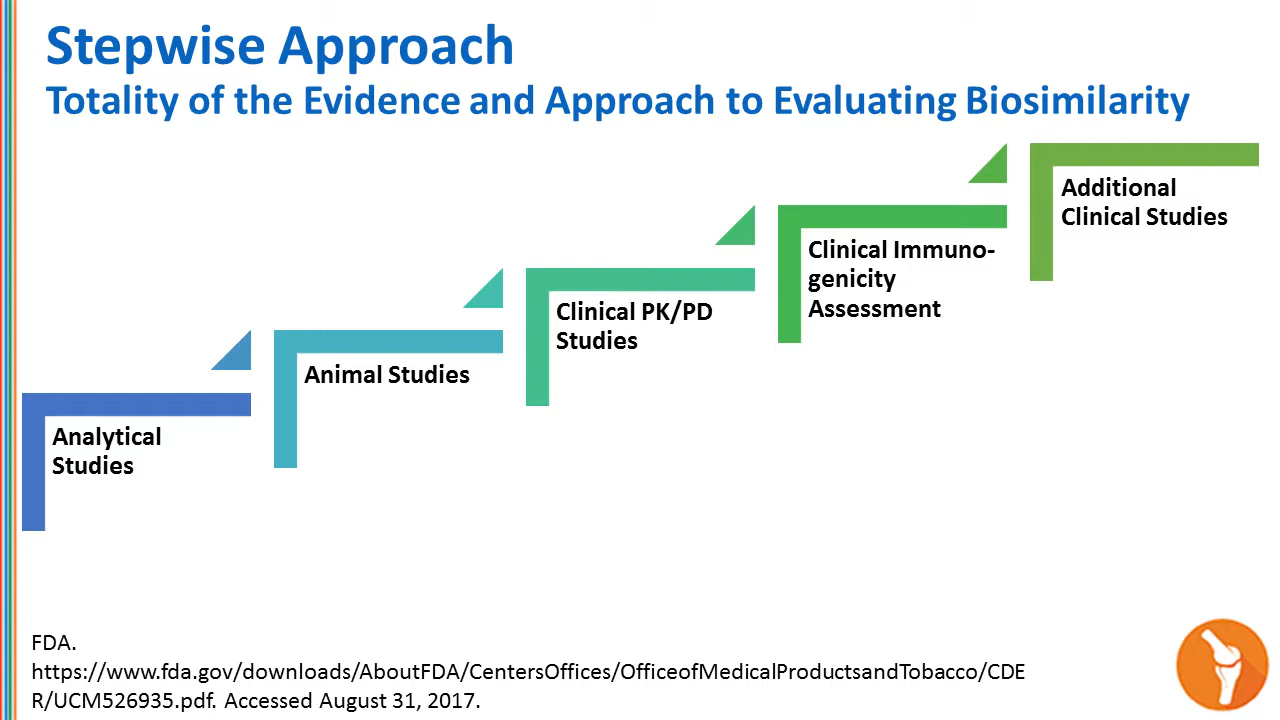 Stepwise Approach
Totality of the Evidence and Approach to Evaluating Biosimilarity
Analytical
Studies
Animal Studies
Clinical PK/PD
Studies
Clinical Immuno-
genicity
Assessment
Additional
Clinical Studies
FDA.
https://www.fda.gov/downloads/AboutFDA/CentersOffices/OfficeofMedicalProductsandTobacco/CDE
R/UCM526935.pdf. Accessed August 31, 2017.